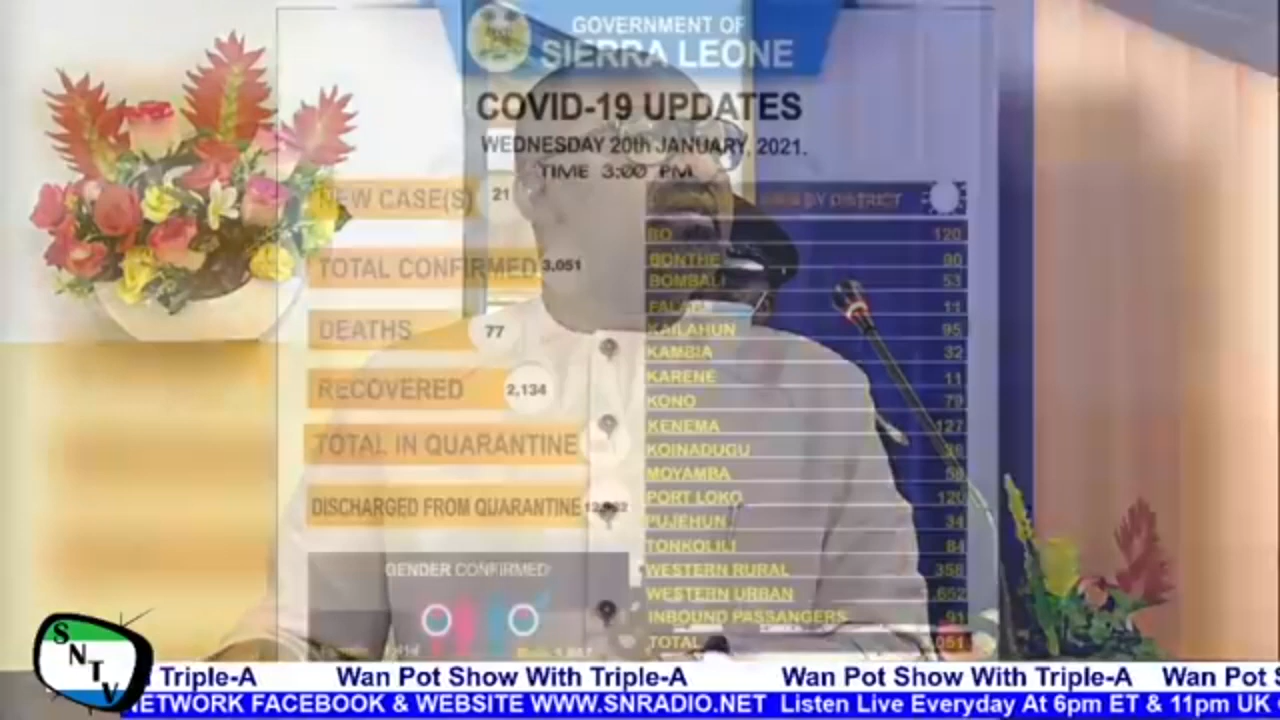 GOVERNMENT OF
SIERRA LEONE
COVID-19 UPDATES
WEDNESDAY 20th JANUARY, 2021.
TIME 3:00 PM
NEW CASE(S) 21
TOTAL CONFIRMED 3,051
DEATHS 77
RECOVERED 2,134
TOTAL IN QUARANTINE
DISCHARGED FROM QUARANTINE
GENDER CONFIRMED
BY DISTRICT
BO 120
BONTHE 90
BOMBALI 53
11
KAILAHUN 95
KAMBIA 32
KARENE 11
KONO 79
KENEMA 127
KOINADUGU
MOYAMBA 58
PORT LOKO 120
PUJEHUN 34
TONKOLILI 84
WESTERN RURAL 358
WESTERN URBAN
INBOUND PASSANGERS 91
TOTAL
SNTV
Triple-A Wan Pot Show With Triple-A Wan Pot Show With Triple-A Wan Pot S
NETWORK FACEBOOK & WEBSITE WWW.SNRADIO.NET Listen Live Everyday At 6pm ET & 11pm UK